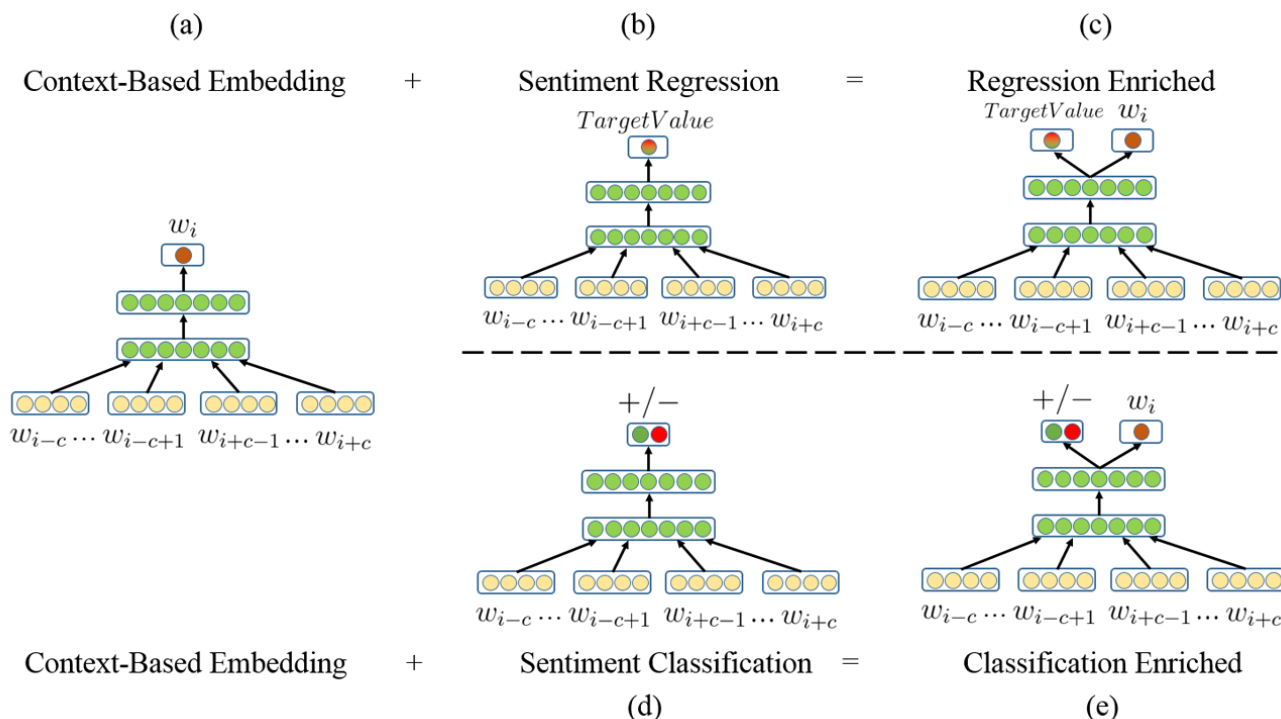 (a) (b) (c)
Context-Based Embedding + Sentiment Regression = Regression Enriched
TargetValue
TargetValue w_i
w_i
w_{i-c} ... w_{i-c+1} w_{i+c-1} ... w_{i+c}
w_{i-c} ... w_{i-c+1} w_{i+c-1} ... w_{i+c}
+/−
+/− w_i
w_{i-c} ... w_{i-c+1} w_{i+c-1} ... w_{i+c}
w_{i-c} ... w_{i-c+1} w_{i+c-1} ... w_{i+c}
w_{i-c} ... w_{i-c+1} w_{i+c-1} ... w_{i+c}
Context-Based Embedding + Sentiment Classification = Classification Enriched
(d) (e)